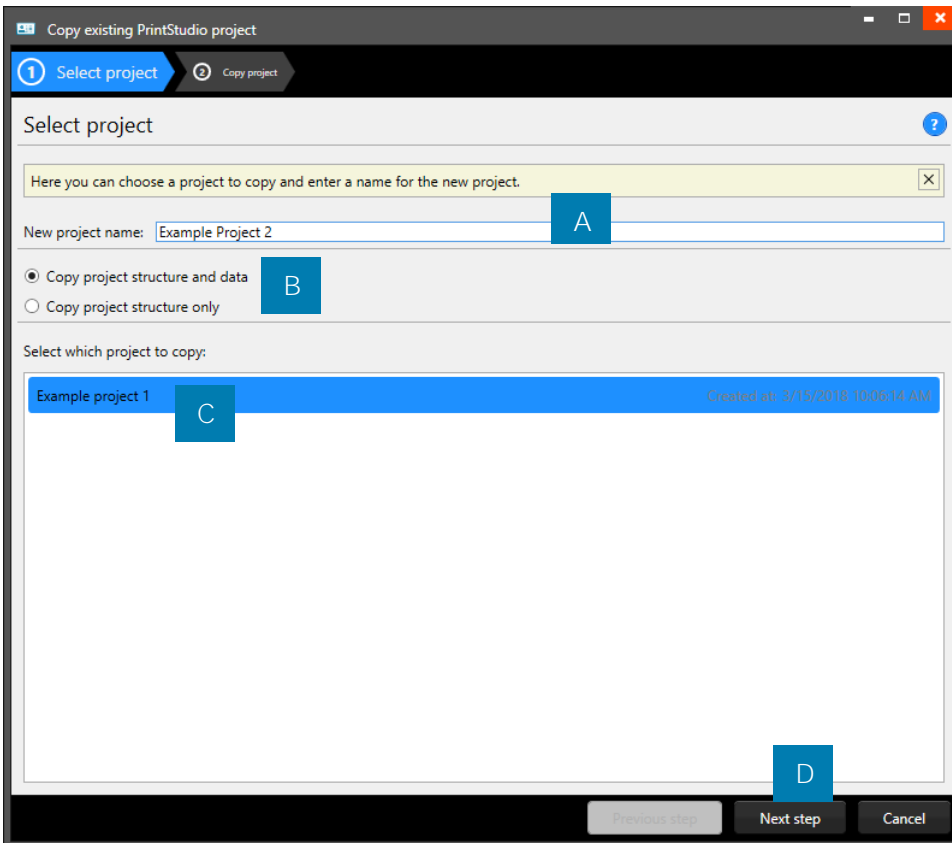 Copy existing PrintStudio project
1 Select project 2 Copy project
Select project ?
Here you can choose a project to copy and enter a name for the new project.
A
New project name: Example Project 2
Copy project structure and data
B
Copy project structure only
Select which project to copy:
Example project 1 Created at: 3/15/2018 10:06:14 AM
C
D
Previous step Next step Cancel